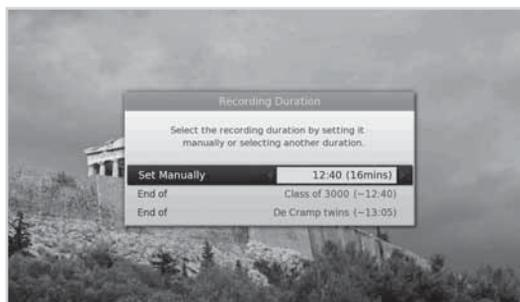 Recording Duration
Select the recording duration by setting it
manually or selecting another duration.
Set Manually 12:40 (16mins)
End of Class of 3000 (~12:40)
End of De Cramp twins (~13:05)